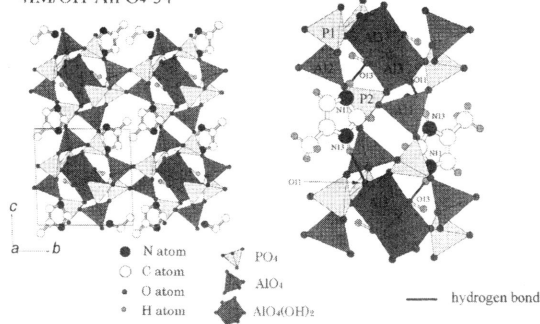 P1
Al3
Al2
O13
Al3
O11
P2
N13
N13
N13
N13
O11
O13
c
a
b
N atom
C atom
O atom
H atom
PO₄
AlO₄
AlO₄(OH)₂
hydrogen bond